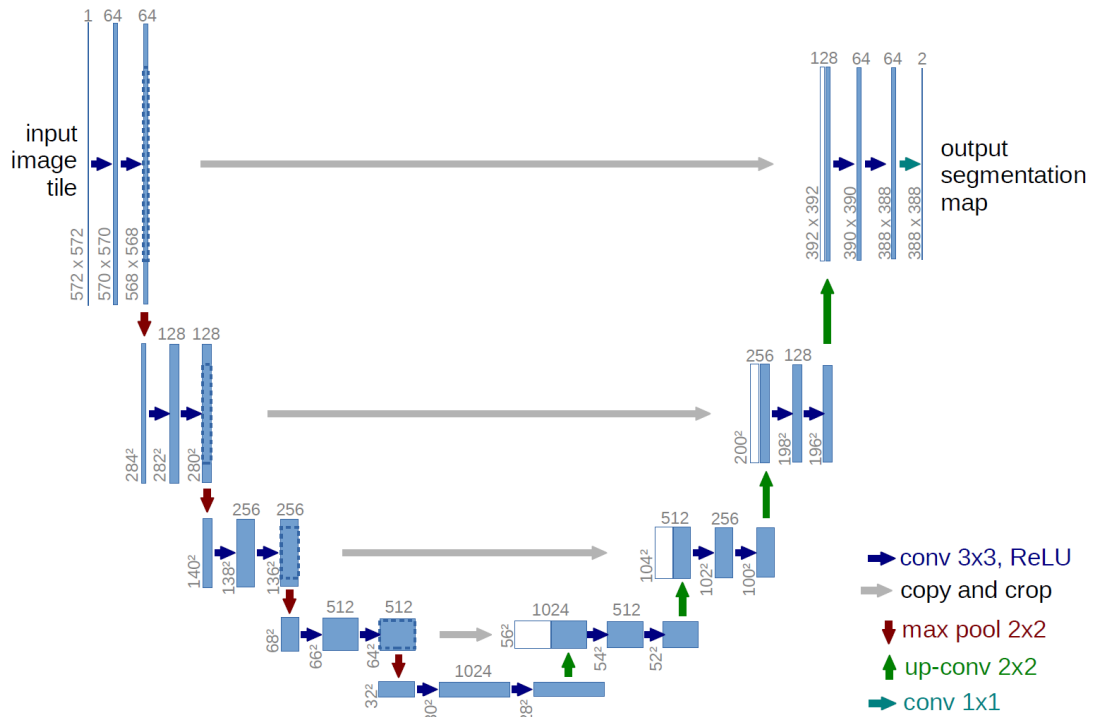 1 64 64
input
image
tile
572 x 572
570 x 570
568 x 568
128 64 64 2
392 x 392
390 x 390
388 x 388
388 x 388
output
segmentation
map
128 128
284²
282²
280²
256 128
200²
198²
196²
256 256
140²
138²
136²
512 256
104²
102²
100²
512 512
68²
66²
64²
1024 512
56²
54²
52²
1024
32²
30²
28²
conv 3x3, ReLU
copy and crop
max pool 2x2
up-conv 2x2
conv 1x1